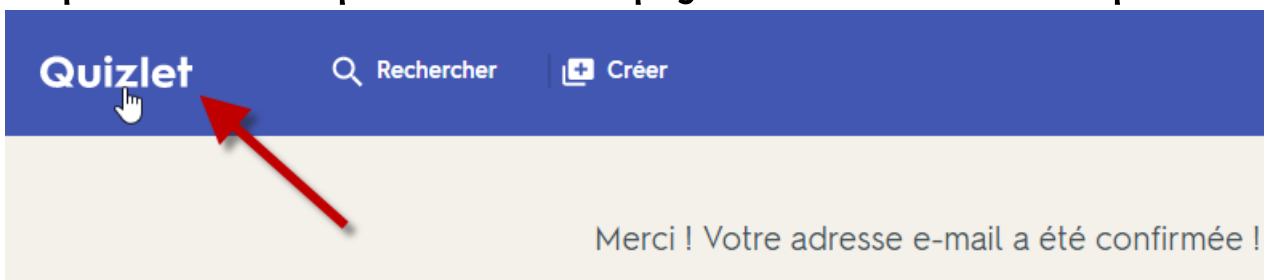 Quizlet Rechercher Créer
Merci ! Votre adresse e-mail a été confirmée !